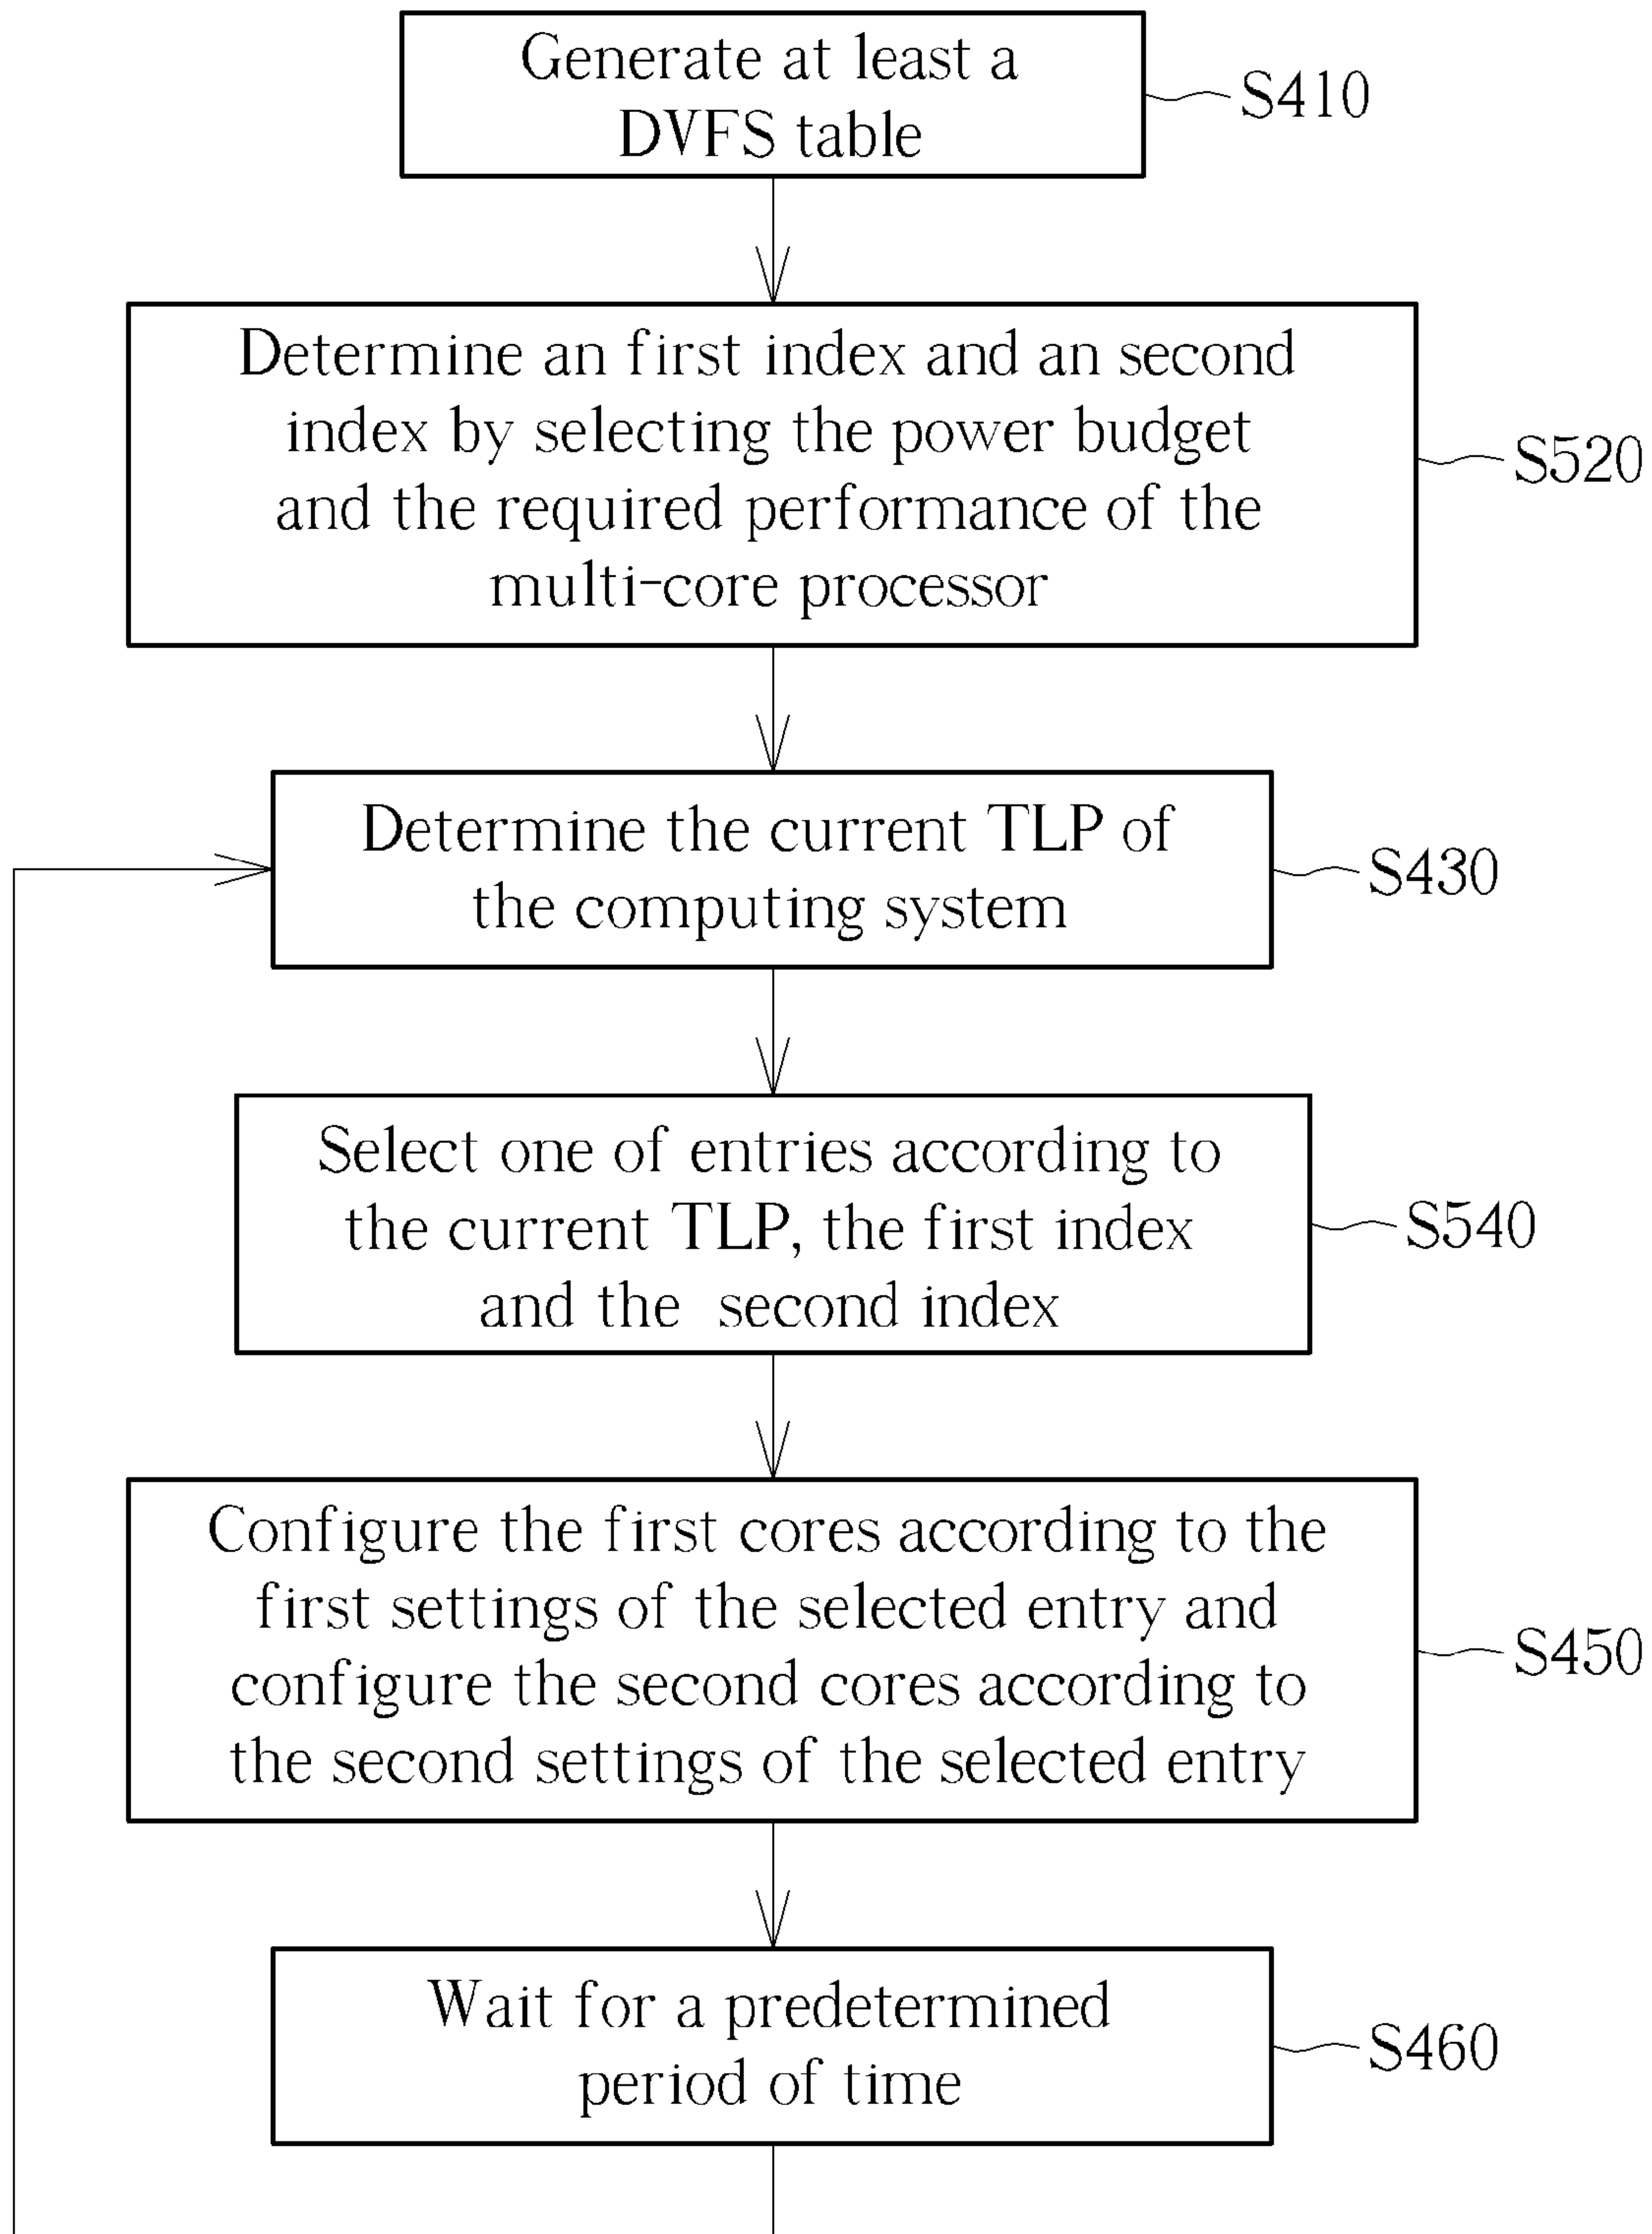 Generate at least a
DVFS table
S410
Determine an first index and an second
index by selecting the power budget
and the required performance of the
multi-core processor
S520
Determine the current TLP of
the computing system
S430
Select one of entries according to
the current TLP, the first index
and the second index
S540
Configure the first cores according to the
first settings of the selected entry and
configure the second cores according to
the second settings of the selected entry
S450
Wait for a predetermined
period of time
S460